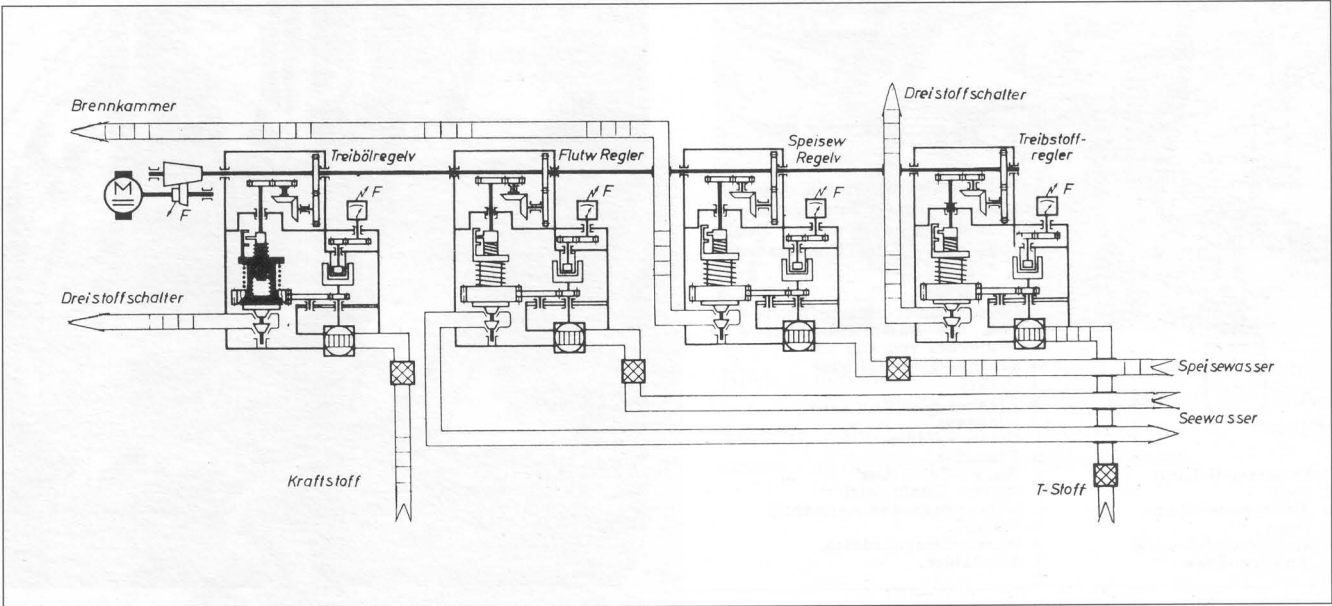 Brennkammer
Dreistoffschalter
Treibölregelv
Flutw Regler
Speisew
Regelv
Treibstoff-
regler
M
F
F
F
F
F
Dreistoffschalter
Speisewasser
Seewasser
Kraftstoff
T-Stoff